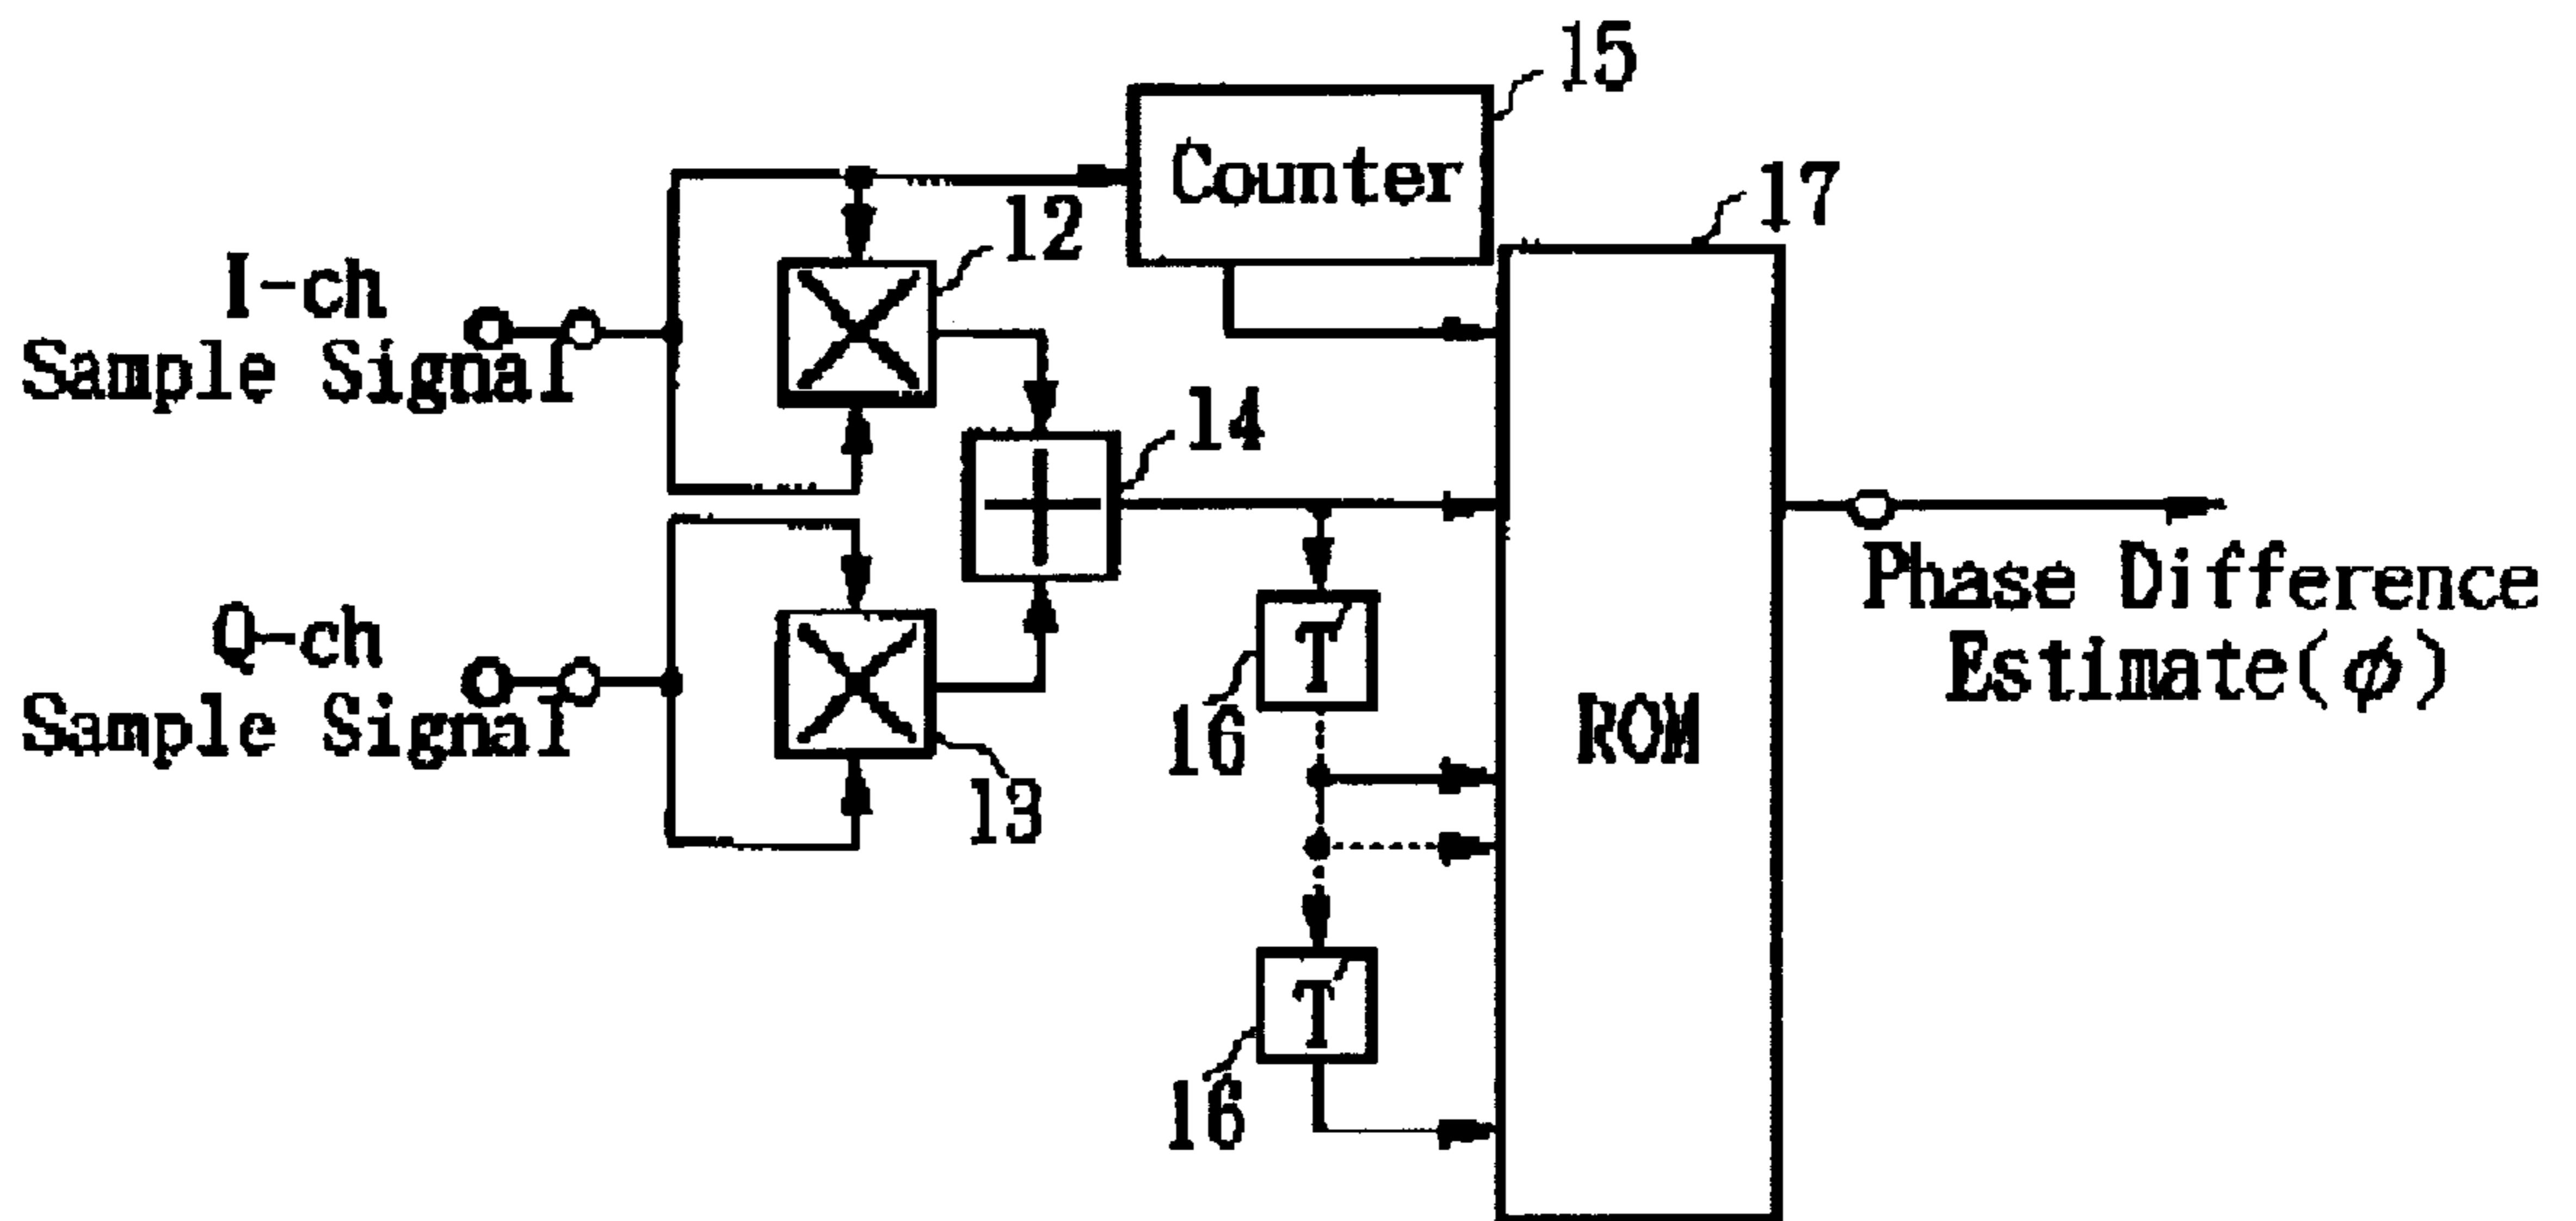 15
Counter
17
12
I-ch
Sample Signal
14
Q-ch
Sample Signal
13
T
16
ROM
Phase Difference
Estimate(φ)
T
16